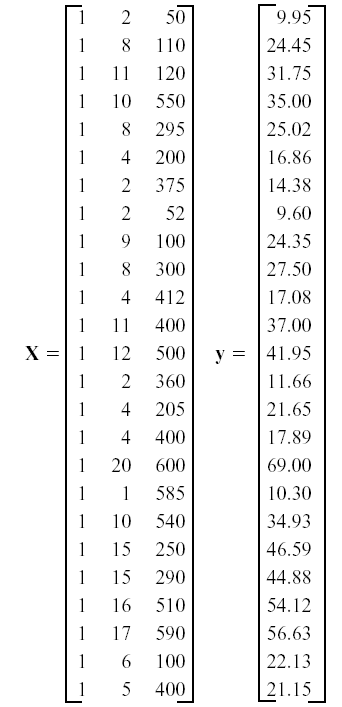 1 2 50 9.95
1 8 110 24.45
1 11 120 31.75
1 10 550 35.00
1 8 295 25.02
1 4 200 16.86
1 2 375 14.38
1 2 52 9.60
1 9 100 24.35
1 8 300 27.50
1 4 412 17.08
1 11 400 37.00
X = 1 12 500 y = 41.95
1 2 360 11.66
1 4 205 21.65
1 4 400 17.89
1 20 600 69.00
1 1 585 10.30
1 10 540 34.93
1 15 250 46.59
1 15 290 44.88
1 16 510 54.12
1 17 590 56.63
1 6 100 22.13
1 5 400 21.15